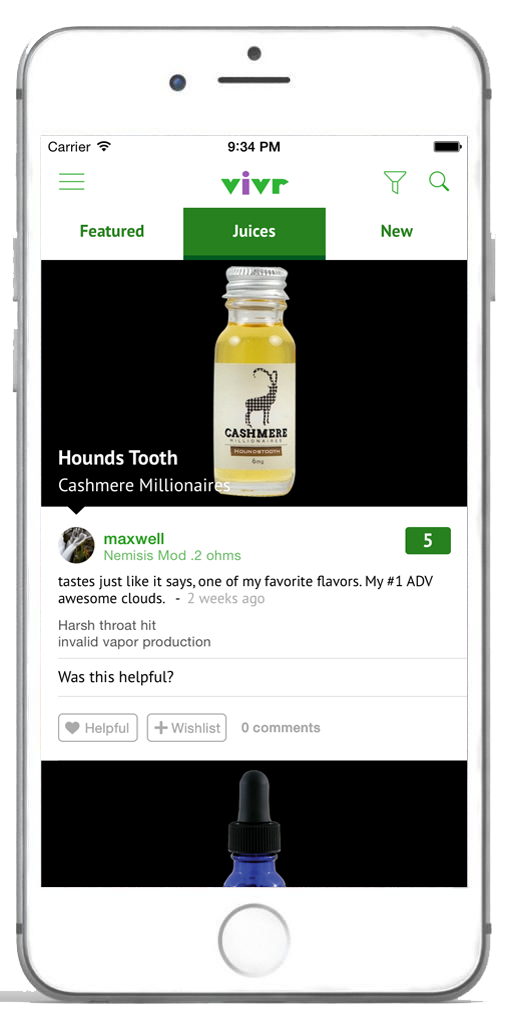 Carrier 9:34 PM
vivr
Featured Juices New
CASHMERE
MILLIONAIRES
HOUNDSTOOTH
6mg
Hounds Tooth
Cashmere Millionaires
maxwell
5
Nemisis Mod .2 ohms
tastes just like it says, one of my favorite flavors. My #1 ADV
awesome clouds. - 2 weeks ago
Harsh throat hit
invalid vapor production
Was this helpful?
Helpful Wishlist 0 comments